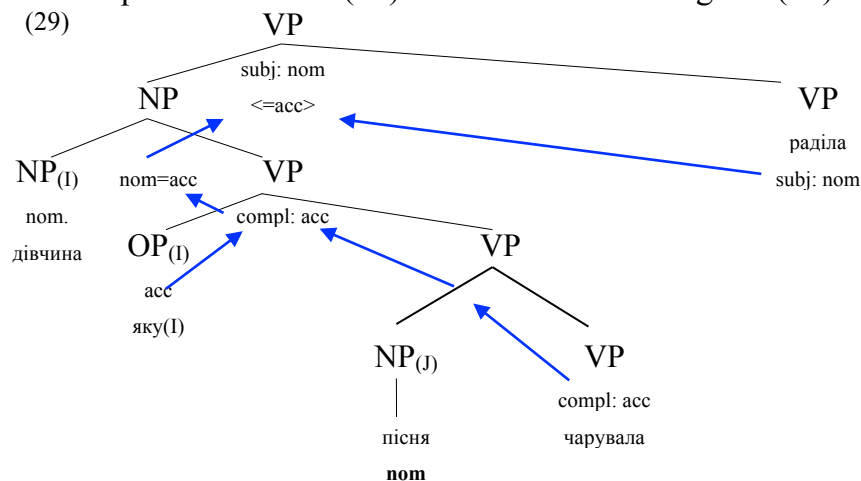 (29)
VP
subj: nom
NP
<=acc>
VP
раділа
NP(I)
nom=acc
VP
subj: nom
nom.
compl: acc
дівчина
OP(I)
VP
acc
яку(I)
NP(J)
VP
compl: acc
пісня
чарувала
nom